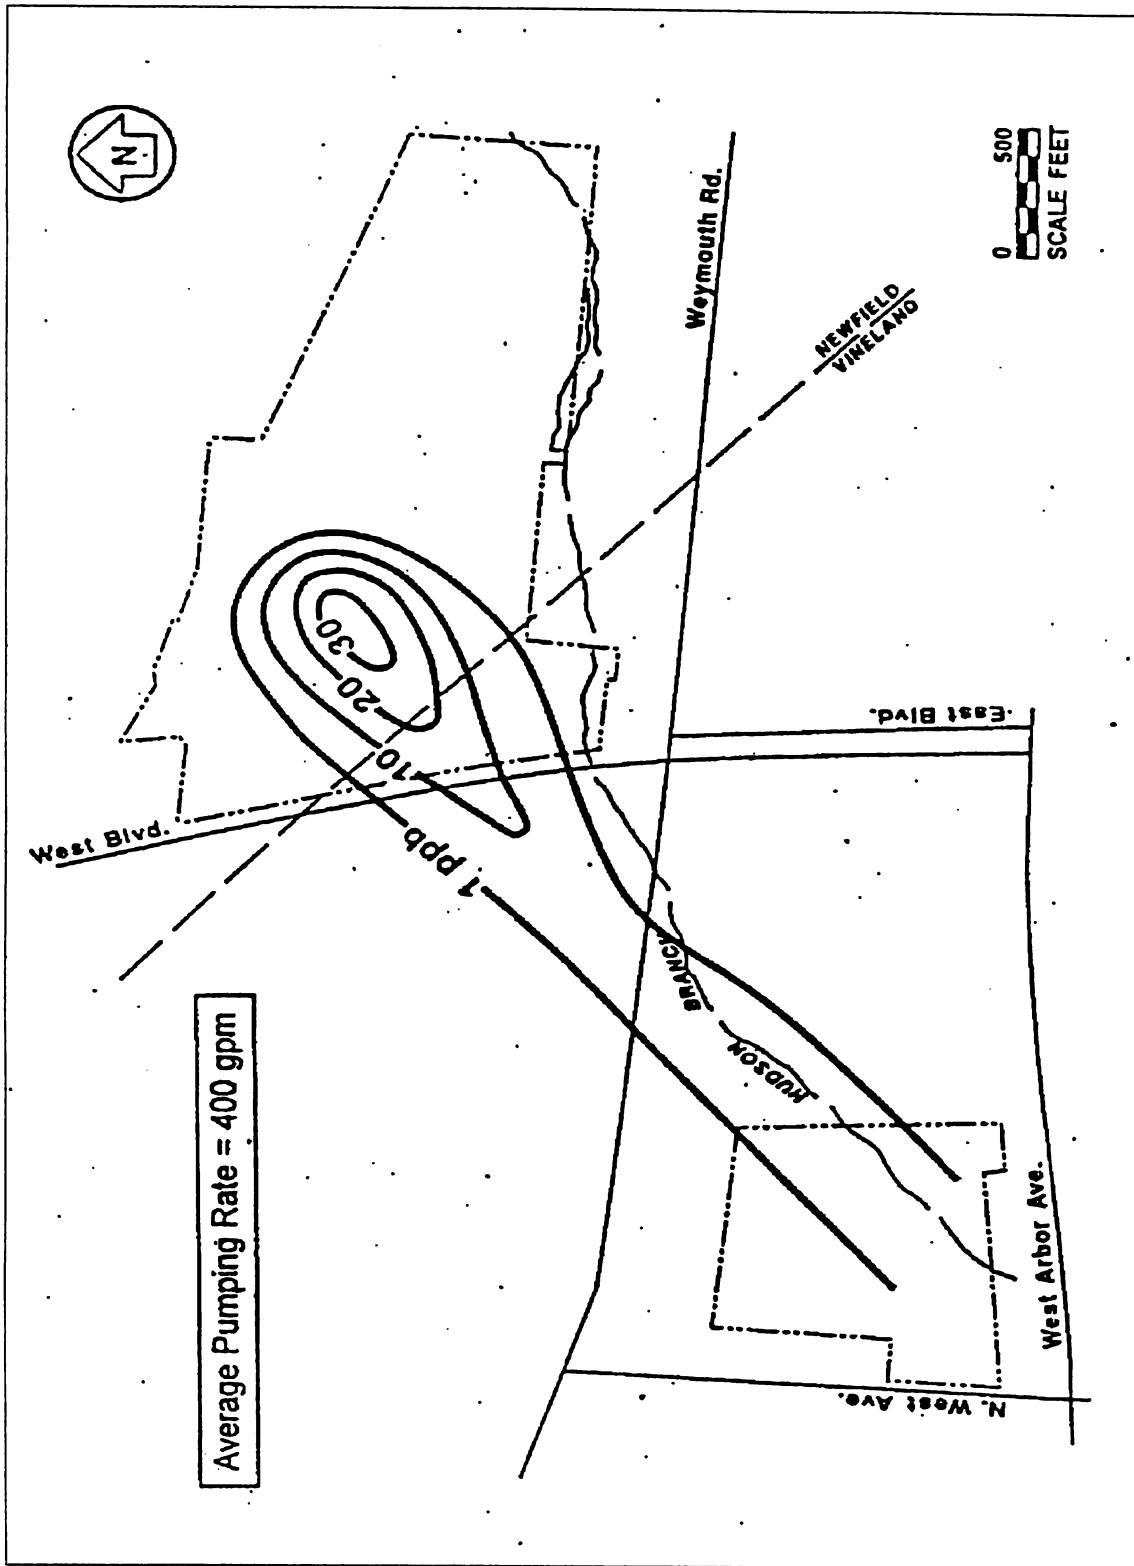 N
Average Pumping Rate = 400 gpm
West Blvd.
30
20
10
1 ppb
NEWFIELD
VINELAND
Weymouth Rd.
East Blvd.
HUDSON
BRANCH
N. West Ave.
West Arbor Ave.
0 500
SCALE FEET